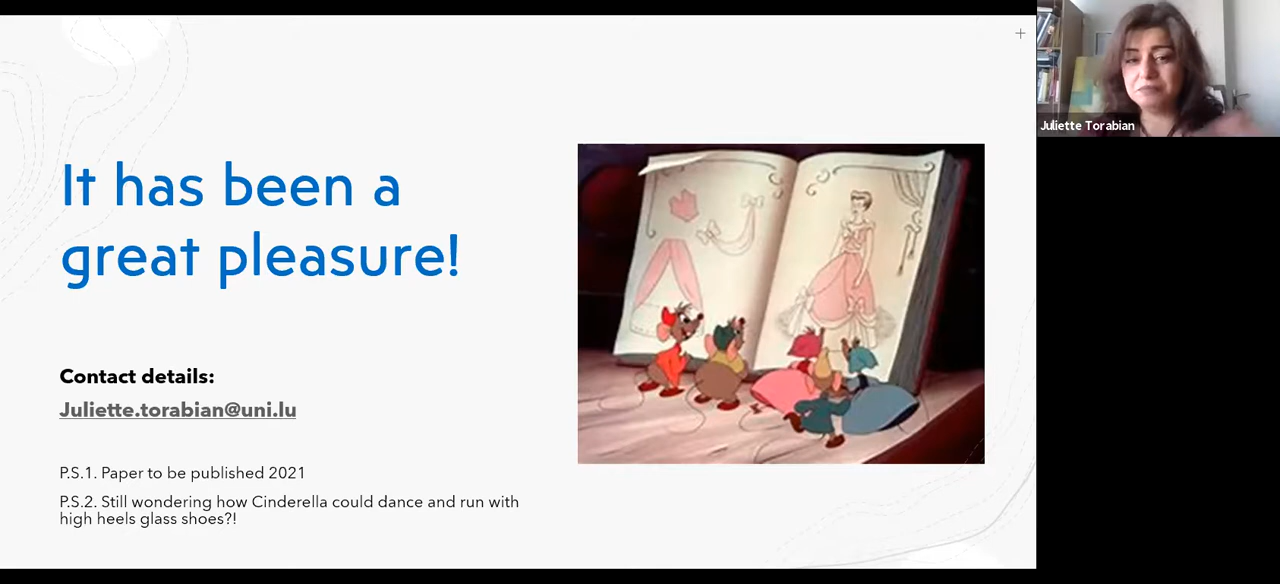 It has been a
great pleasure!
Contact details:
Juliette.torabian@uni.lu
P.S.1. Paper to be published 2021
P.S.2. Still wondering how Cinderella could dance and run with
high heels glass shoes?!
Juliette Torabian